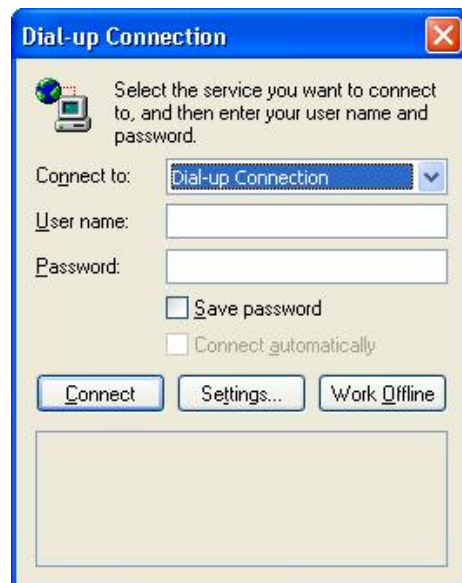 Dial-up Connection
Select the service you want to connect
to, and then enter your user name and
password.
Connect to: Dial-up Connection
User name:
Password:
Save password
Connect automatically
Connect Settings... Work Offline